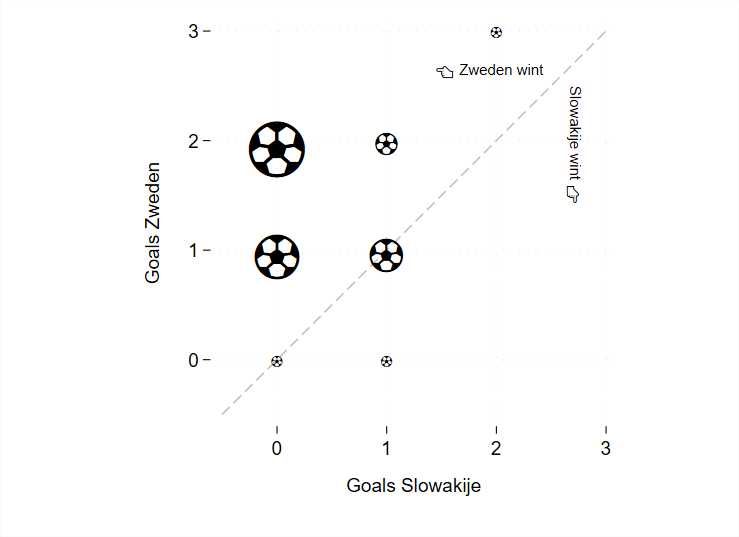 3
Zweden wint
Slowakije wint
2
Goals Zweden
1
0
0 1 2 3
Goals Slowakije